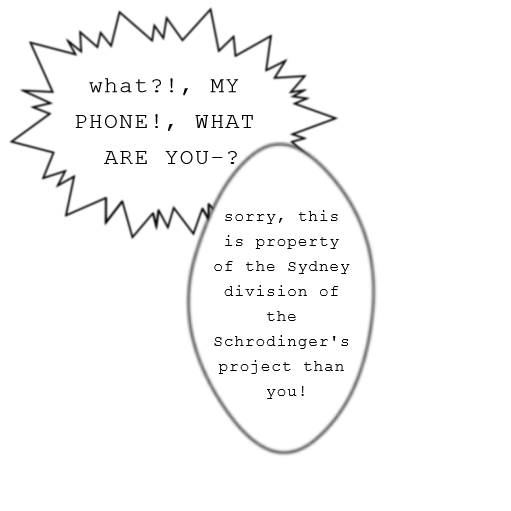 what?!, MY
PHONE!, WHAT
ARE YOU-?
sorry, this
is property
of the Sydney
division of
the
Schrodinger's
project than
you!